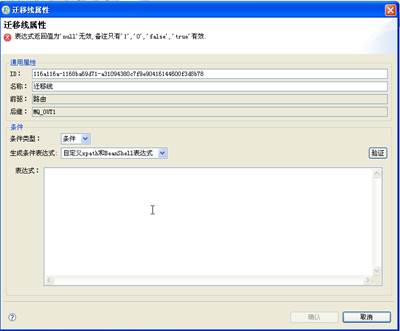 迁移线属性
迁移线属性
表达式返回值为'null'无效,备注只有'1','0','false','true'有效.
通用属性
ID: 116a116a-1168ba59d71-a31094380c7f9e90416144600f3d8b78
名称: 迁移线
前驱: 路由
后继: MQ_OUT1
条件
条件类型: 条件
生成条件表达式: 自定义xpath和BeanShell表达式 验证
表达式:
确认 取消